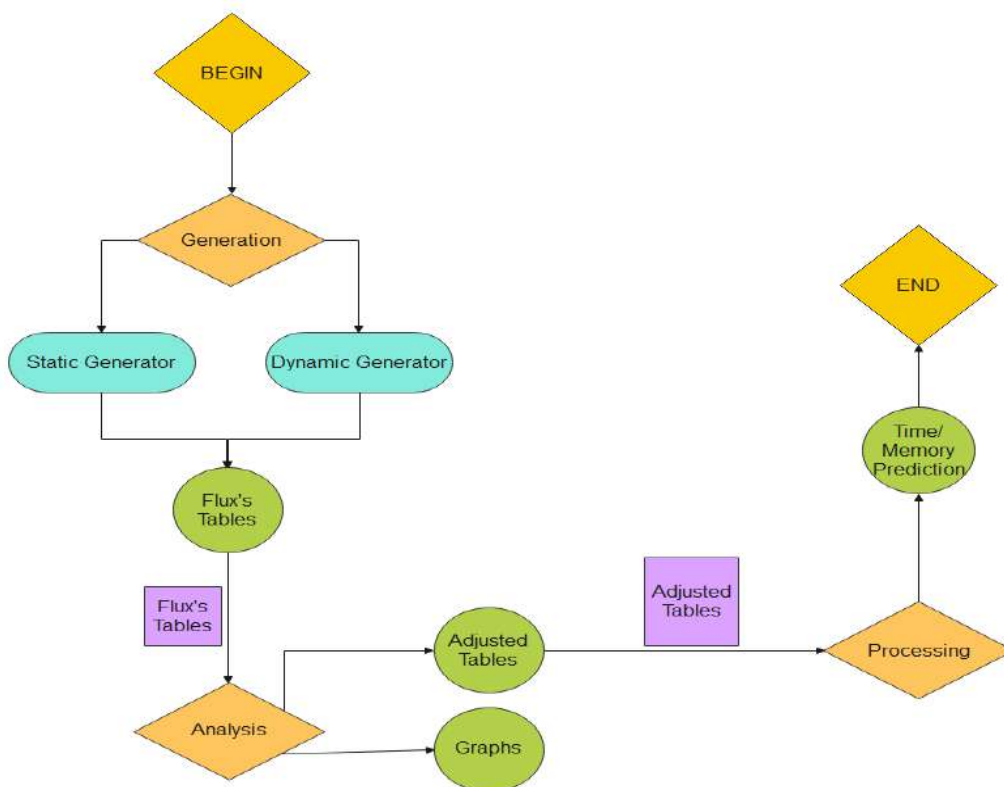 BEGIN
Generation
Static Generator
Dynamic Generator
Flux's
Tables
Flux's
Tables
Analysis
Adjusted
Tables
Graphs
Adjusted
Tables
Processing
Time/
Memory
Prediction
END